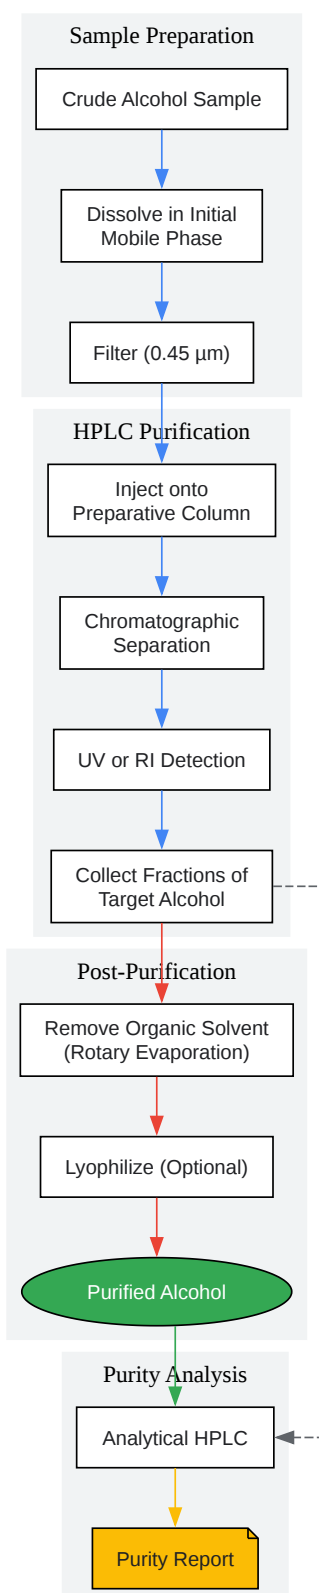 Sample Preparation
Crude Alcohol Sample
Dissolve in Initial
Mobile Phase
Filter (0.45 µm)
HPLC Purification
Inject onto
Preparative Column
Chromatographic
Separation
UV or RI Detection
Collect Fractions of
Target Alcohol
Post-Purification
Remove Organic Solvent
(Rotary Evaporation)
Lyophilize (Optional)
Purified Alcohol
Purity Analysis
Analytical HPLC
Purity Report